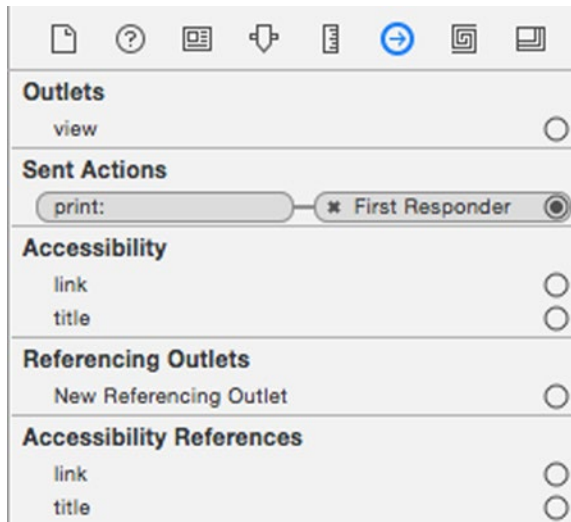 Outlets
view
Sent Actions
print: First Responder
Accessibility
link
title
Referencing Outlets
New Referencing Outlet
Accessibility References
link
title